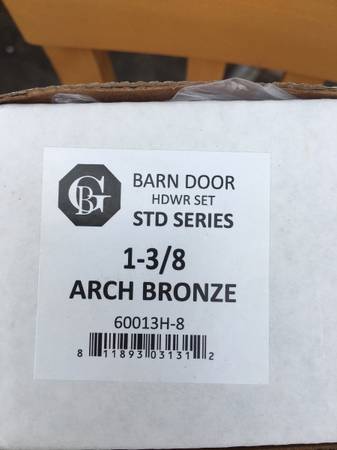 GB
BARN DOOR
HDWR SET
STD SERIES
1-3/8
ARCH BRONZE
60013H-8
8 11893 03131 2